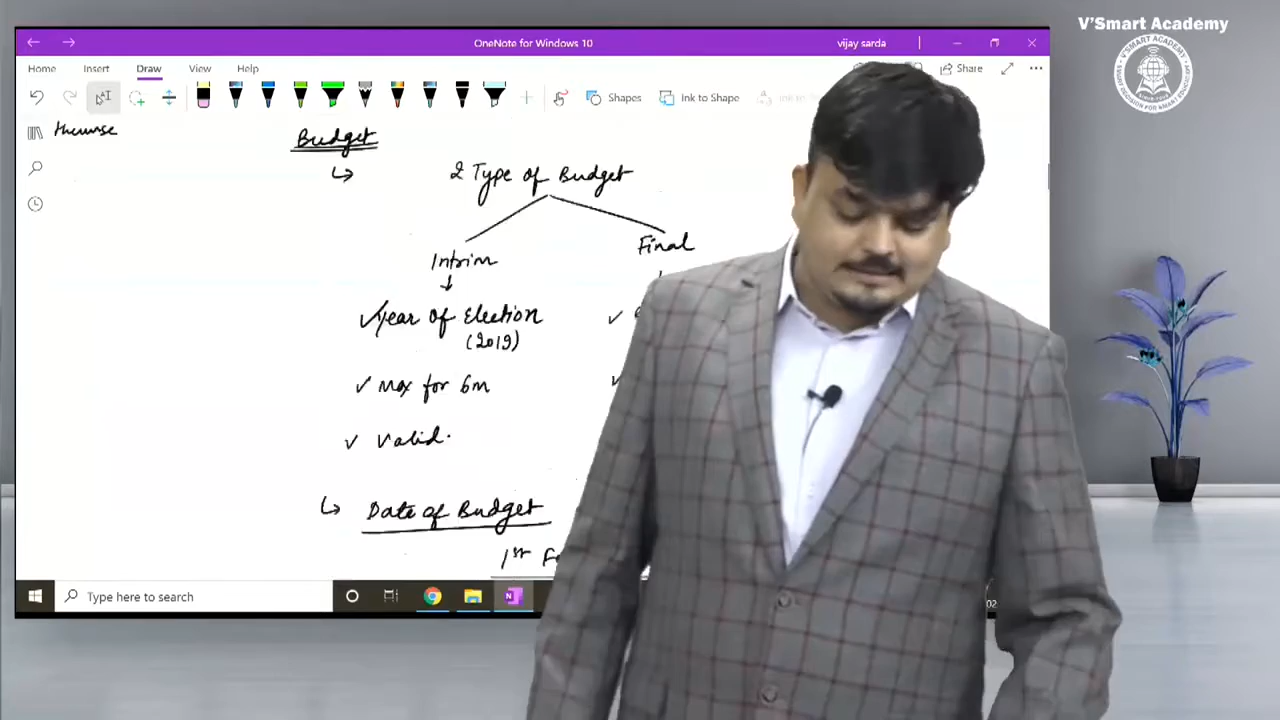 V'Smart Academy
OneNote for Windows 10
vijay sarda
Home Insert Draw View Help
Share
Shapes
Ink to Shape
Budget
2 Type of Budget
Intrim
Final
Year Of Election
(2019)
Max for 6m
Valid.
Date of Budget
1st
Type here to search